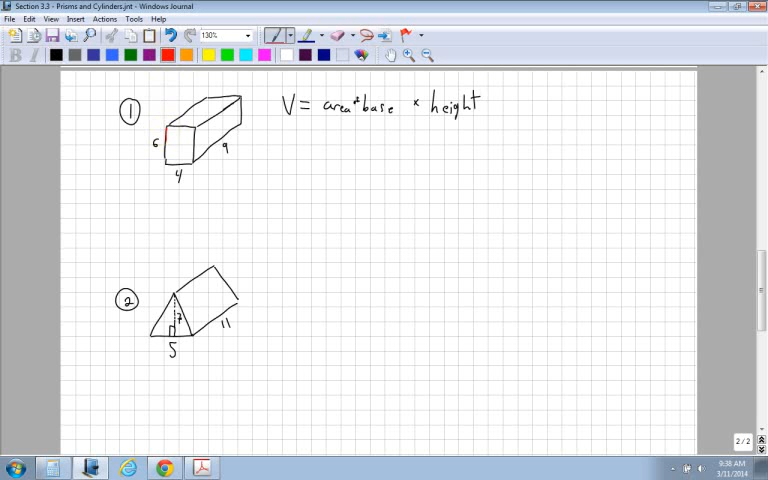 Section 3.3 - Prisms and Cylinders.jnt - Windows Journal
File Edit View Insert Actions Tools Help
130%
B I
1
V = area of base × height
6
9
4
2
7
11
5
2 / 2
9:38 AM
3/11/2014